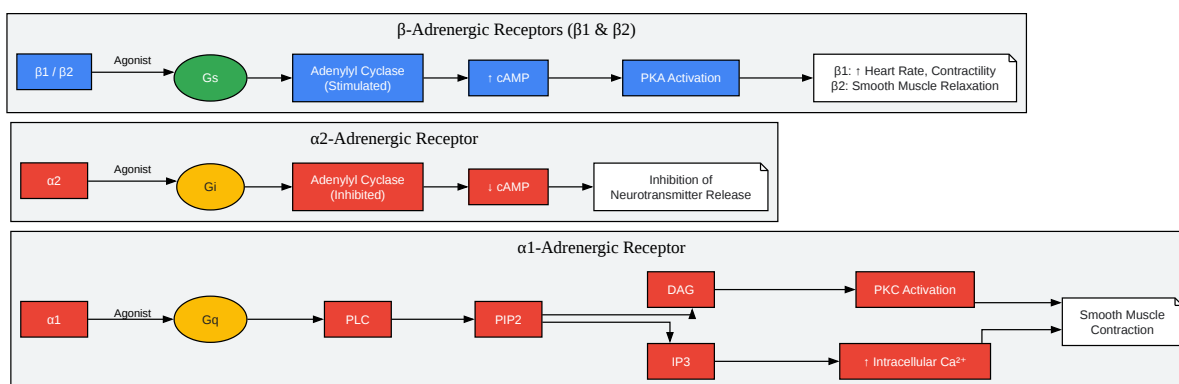 β-Adrenergic Receptors (β1 & β2)
β1 / β2
Agonist
Gs
Adenylyl Cyclase
(Stimulated)
↑ cAMP
PKA Activation
β1: ↑ Heart Rate, Contractility
β2: Smooth Muscle Relaxation
α2-Adrenergic Receptor
α2
Agonist
Gi
Adenylyl Cyclase
(Inhibited)
↓ cAMP
Inhibition of
Neurotransmitter Release
α1-Adrenergic Receptor
α1
Agonist
Gq
PLC
PIP2
DAG
PKC Activation
IP3
↑ Intracellular Ca²⁺
Smooth Muscle
Contraction